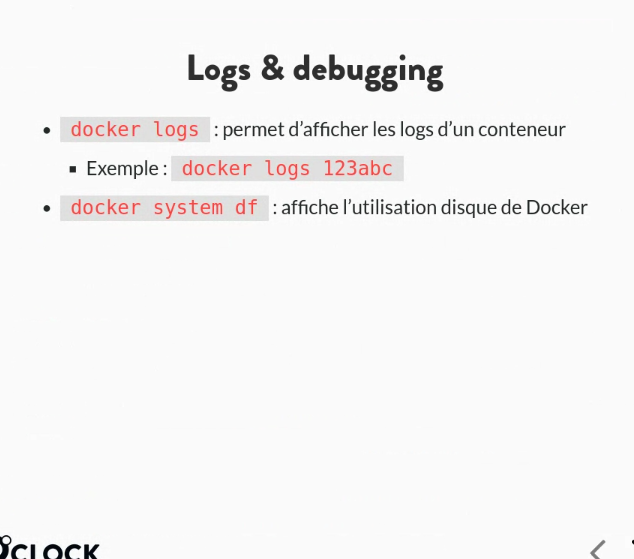 Logs & debugging
docker logs : permet d’afficher les logs d’un conteneur
Exemple : docker logs 123abc
docker system df : affiche l’utilisation disque de Docker
O'CLOCK